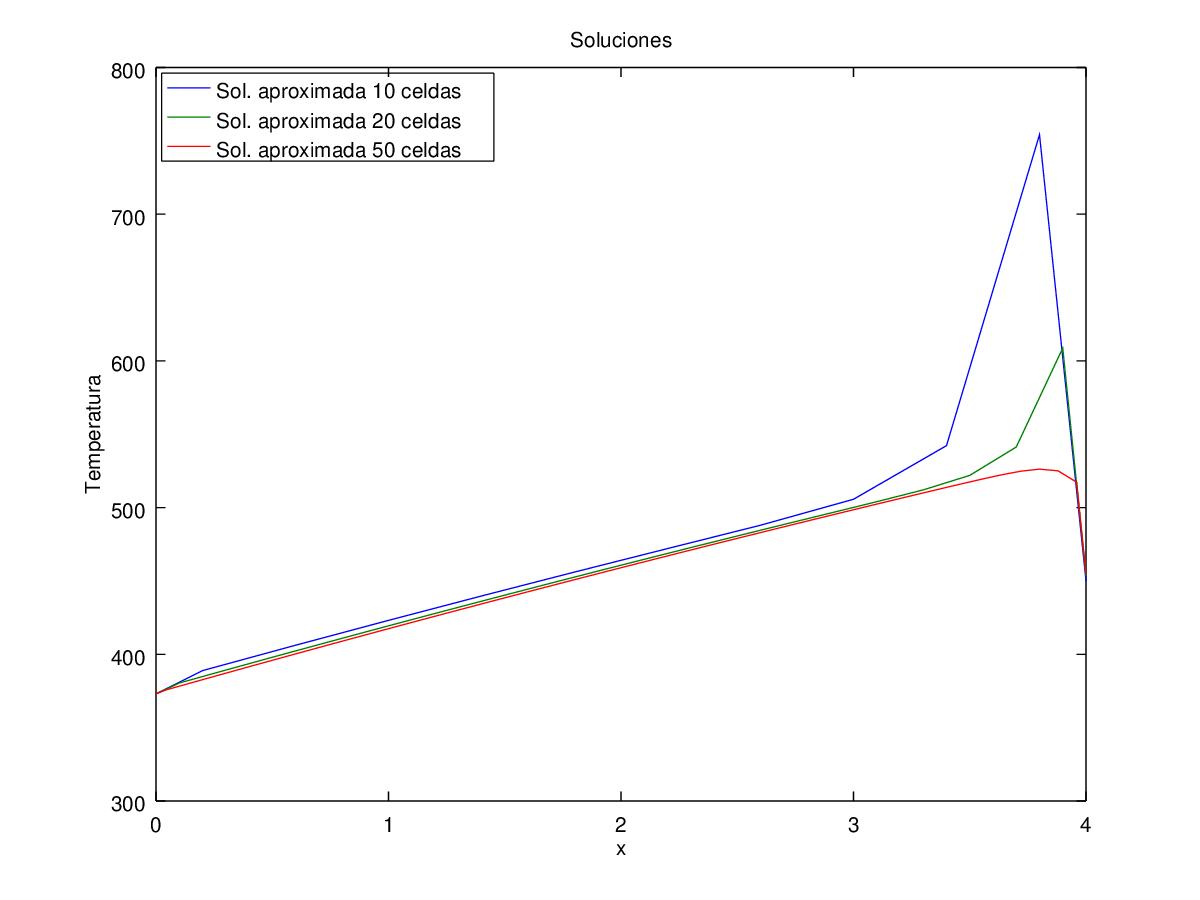 Soluciones
800
Sol. aproximada 10 celdas
Sol. aproximada 20 celdas
Sol. aproximada 50 celdas
700
600
Temperatura
500
400
300
0 1 2 3 4
x